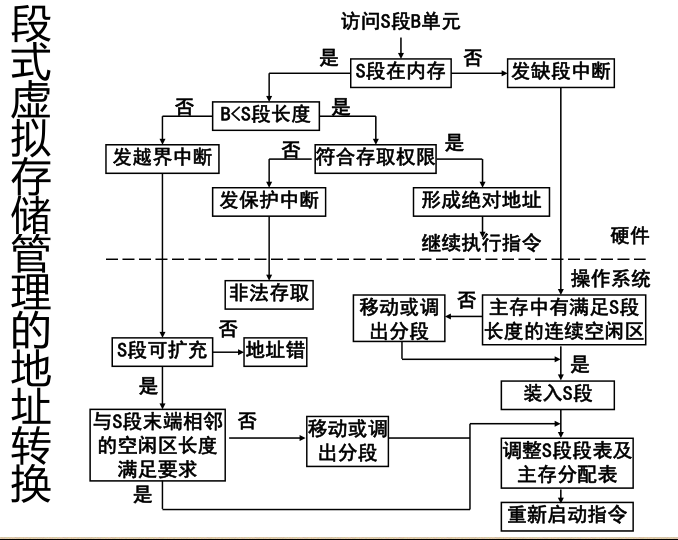 段式虚拟存储管理的地址转换
访问S段B单元
是
S段在内存
否
发缺段中断
否
B<S段长度
是
发越界中断
否
符合存取权限
是
发保护中断
形成绝对地址
继续执行指令
硬件
操作系统
非法存取
移动或调
出分段
否
主存中有满足S段
长度的连续空闲区
S段可扩充
否
地址错
是
是
装入S段
与S段末端相邻
的空闲区长度
满足要求
否
移动或调
出分段
调整S段段表及
主存分配表
是
重新启动指令